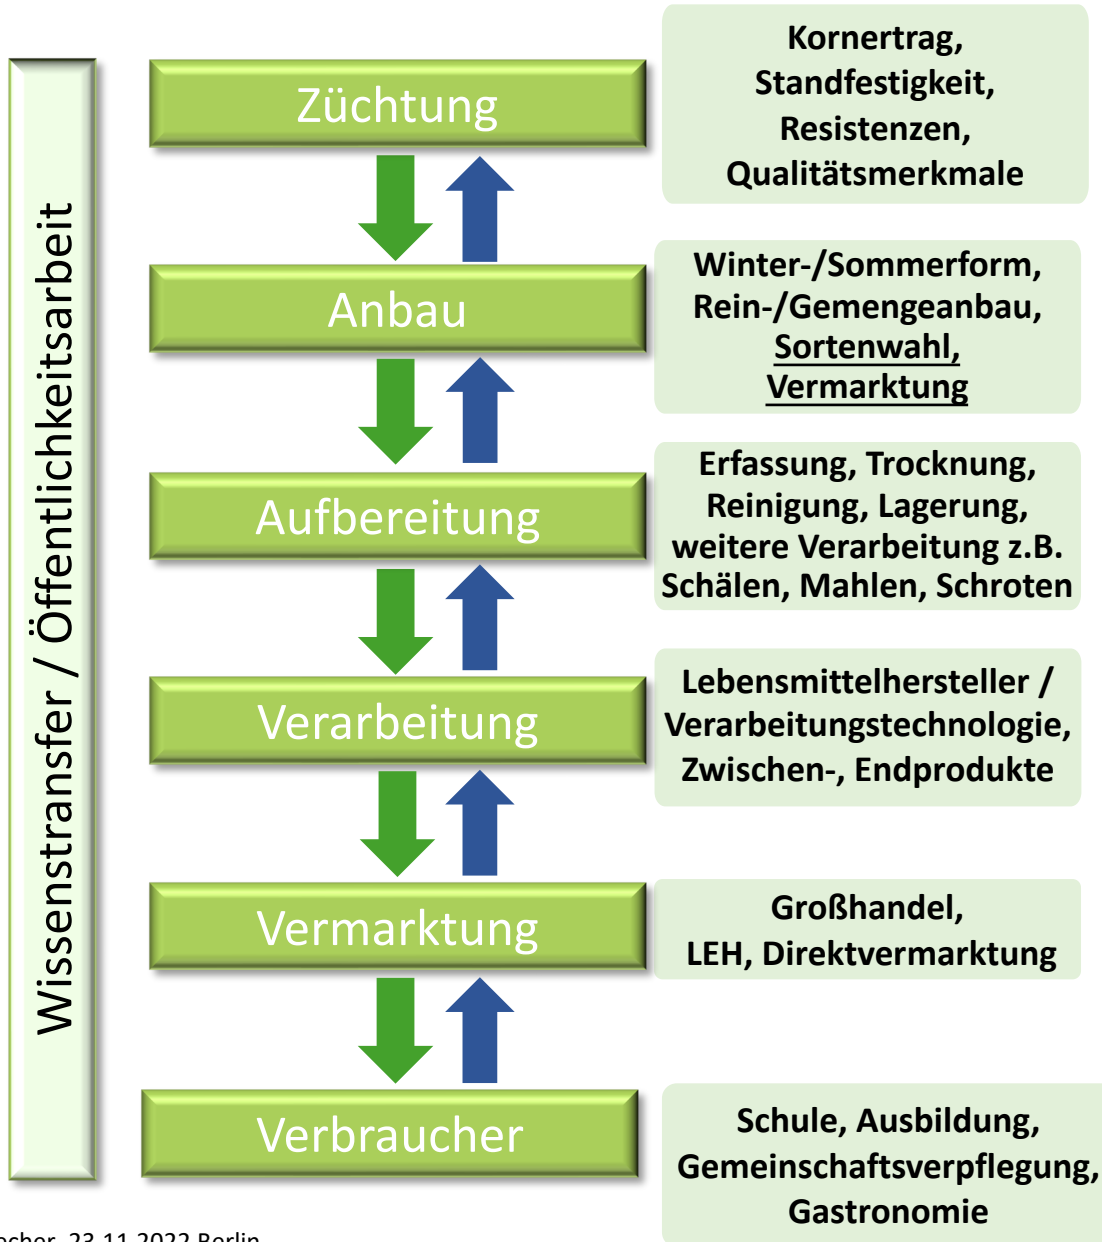 Wissenstransfer / Öffentlichkeitsarbeit
Züchtung
Kornertrag,
Standfestigkeit,
Resistenzen,
Qualitätsmerkmale
Anbau
Winter-/Sommerform,
Rein-/Gemengeanbau,
Sortenwahl,
Vermarktung
Aufbereitung
Erfassung, Trocknung,
Reinigung, Lagerung,
weitere Verarbeitung z.B.
Schälen, Mahlen, Schroten
Verarbeitung
Lebensmittelhersteller /
Verarbeitungstechnologie,
Zwischen-, Endprodukte
Vermarktung
Großhandel,
LEH, Direktvermarktung
Verbraucher
Schule, Ausbildung,
Gemeinschaftsverpflegung,
Gastronomie
23.11.2022 Berlin